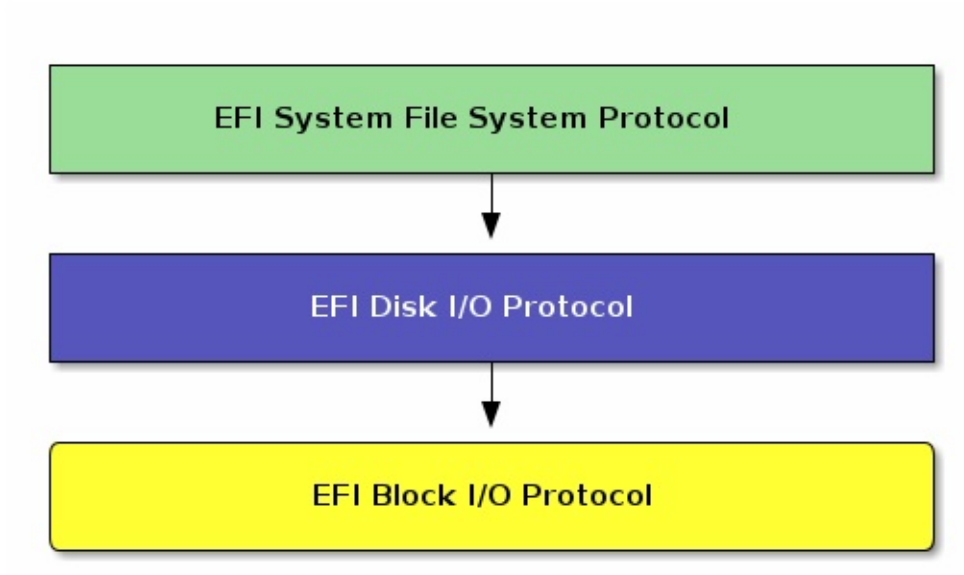 EFI System File System Protocol
EFI Disk I/O Protocol
EFI Block I/O Protocol